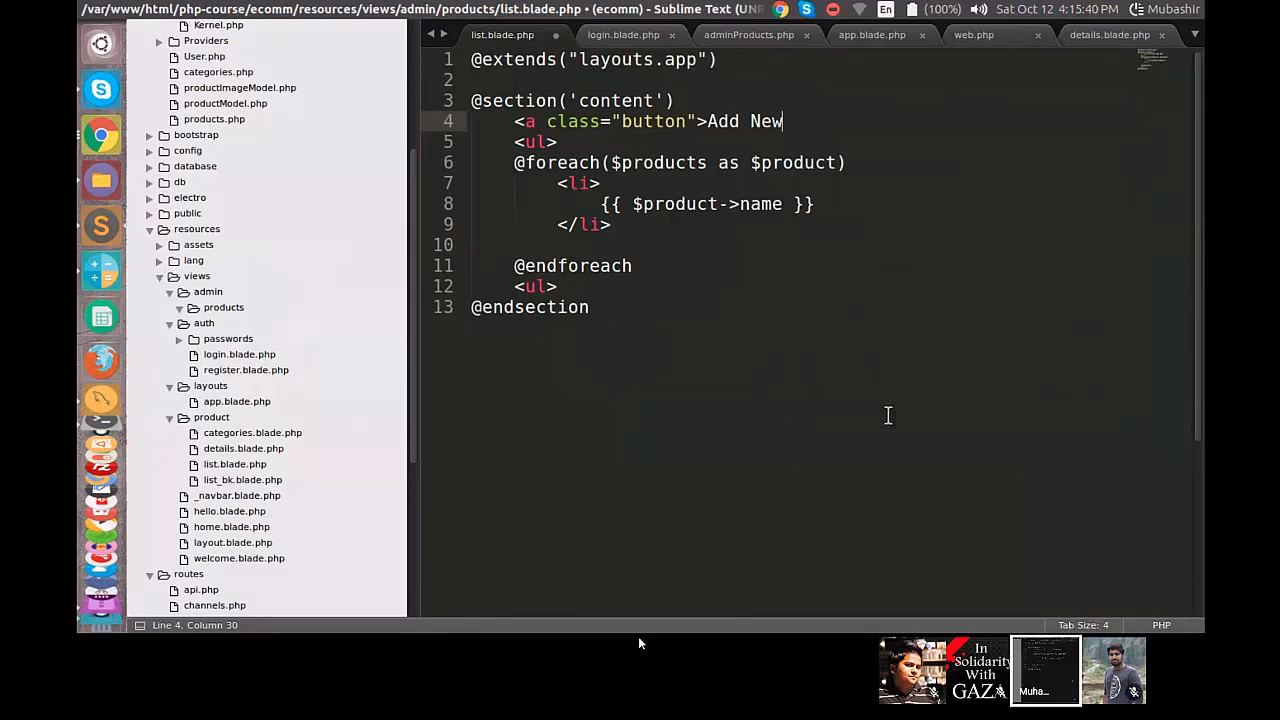 /var/www/html/php-course/ecomm/resources/views/admin/products/list.blade.php • (ecomm) - Sublime Text (UNR
En
(100%)
Sat Oct 12 4:15:40 PM
Mubashir
Kernel.php
Providers
User.php
categories.php
productImageModel.php
productModel.php
products.php
bootstrap
config
database
db
electro
public
resources
assets
lang
views
admin
products
auth
passwords
login.blade.php
register.blade.php
layouts
app.blade.php
product
categories.blade.php
details.blade.php
list.blade.php
list_bk.blade.php
_navbar.blade.php
hello.blade.php
home.blade.php
layout.blade.php
welcome.blade.php
routes
api.php
channels.php
list.blade.php
login.blade.php
adminProducts.php
app.blade.php
web.php
details.blade.php
1 @extends("layouts.app")
2
3 @section('content')
4 <a class="button">Add New
5 <ul>
6 @foreach($products as $product)
7 <li>
8 {{ $product->name }}
9 </li>
10
11 @endforeach
12 <ul>
13 @endsection
Line 4, Column 30
Tab Size: 4
PHP
In
Solidarity
With
GAZA
Muha...